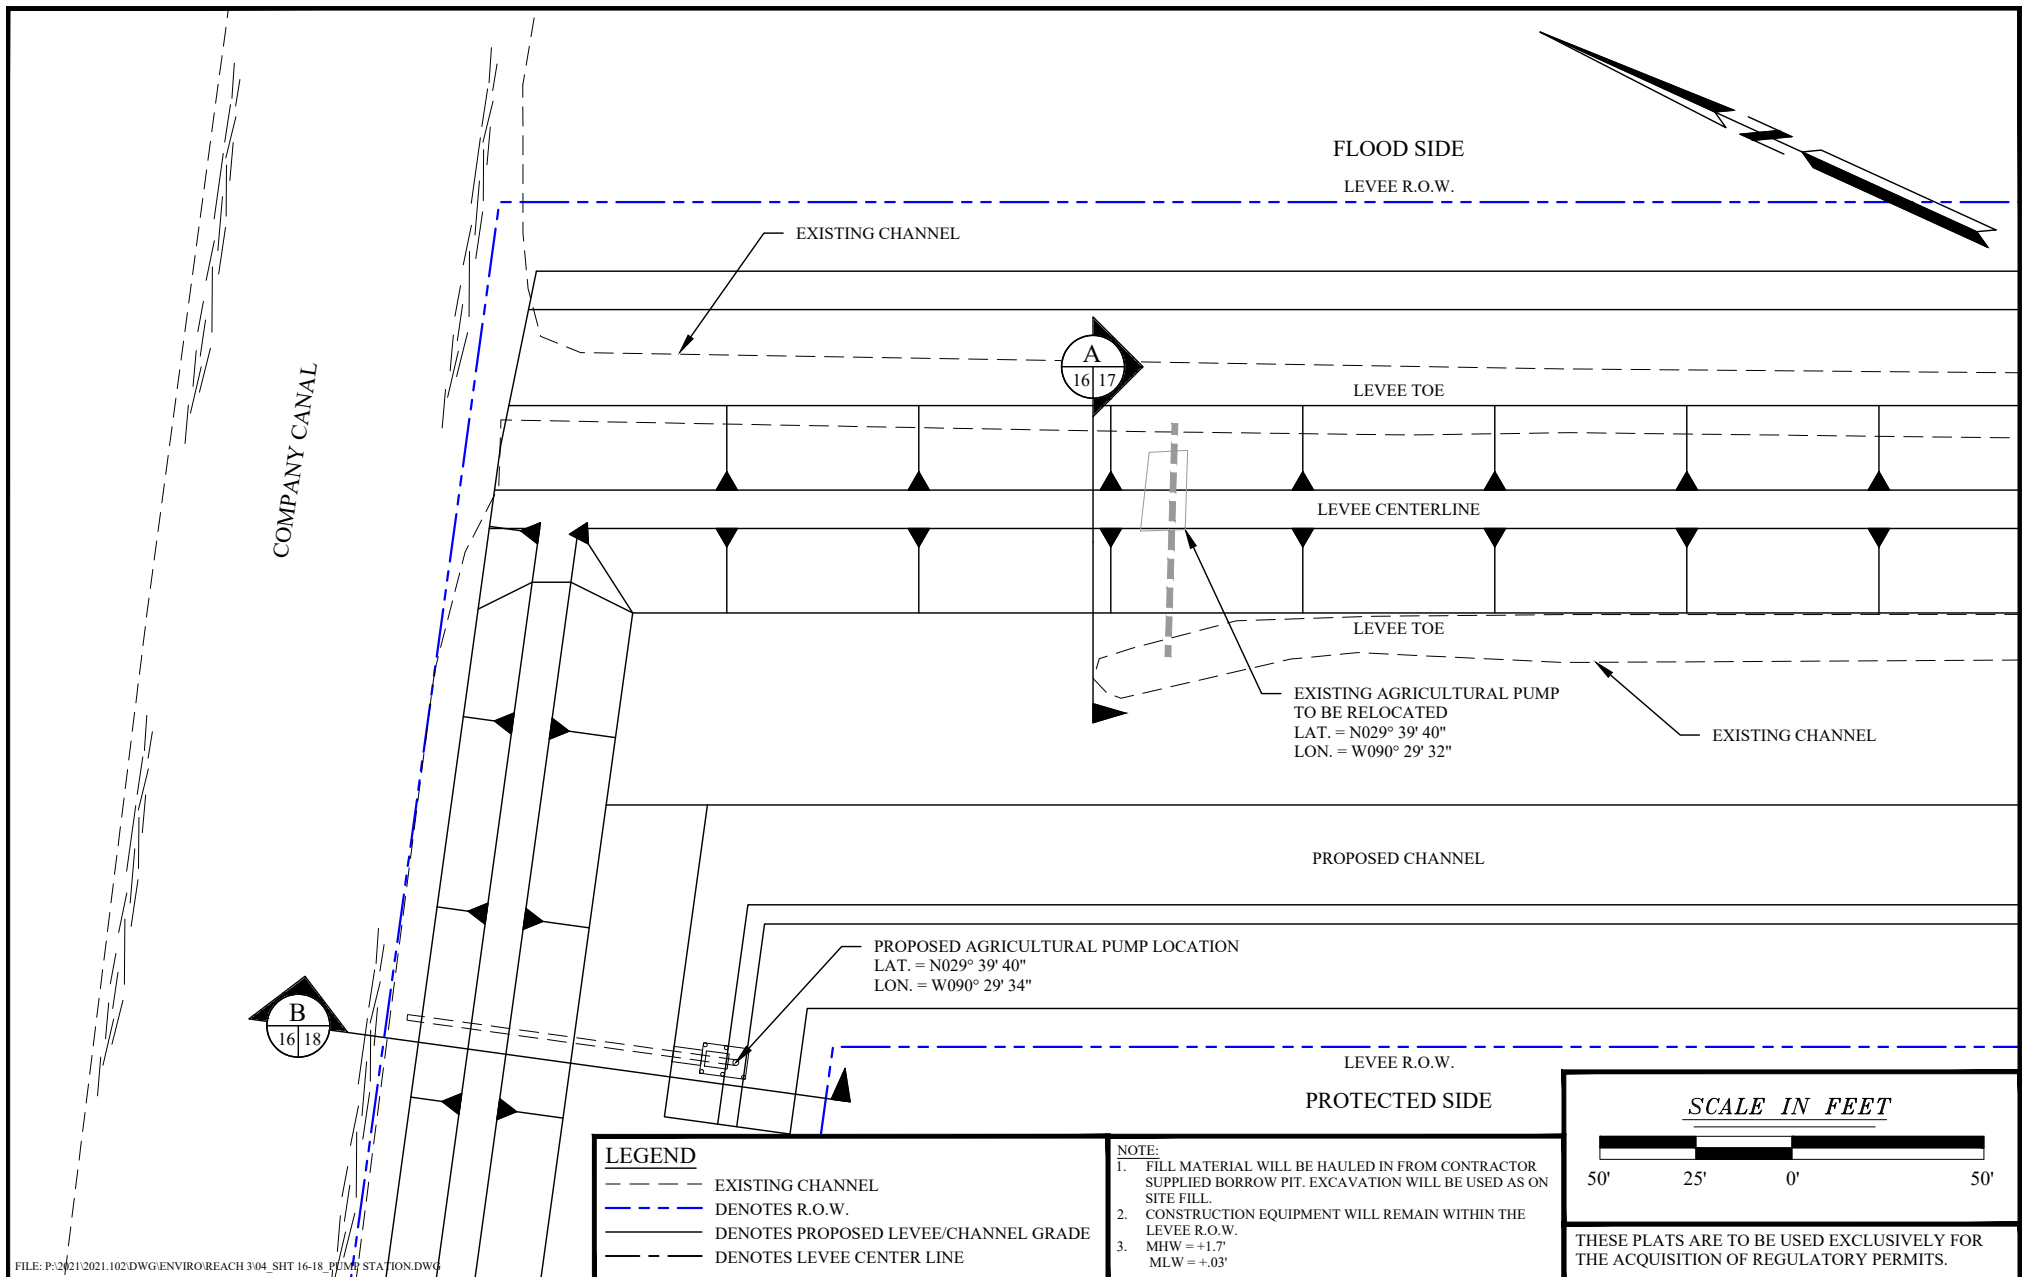 FLOOD SIDE
LEVEE R.O.W.
EXISTING CHANNEL
A
16 17
LEVEE TOE
COMPANY CANAL
LEVEE CENTERLINE
LEVEE TOE
EXISTING AGRICULTURAL PUMP
TO BE RELOCATED
LAT. = N029° 39' 40"
LON. = W090° 29' 32"
EXISTING CHANNEL
PROPOSED CHANNEL
PROPOSED AGRICULTURAL PUMP LOCATION
LAT. = N029° 39' 40"
LON. = W090° 29' 34"
B
16 18
LEVEE R.O.W.
PROTECTED SIDE
LEGEND
EXISTING CHANNEL
DENOTES R.O.W.
DENOTES PROPOSED LEVEE/CHANNEL GRADE
DENOTES LEVEE CENTER LINE
NOTE:
1. FILL MATERIAL WILL BE HAULED IN FROM CONTRACTOR
SUPPLIED BORROW PIT. EXCAVATION WILL BE USED AS ON
SITE FILL.
2. CONSTRUCTION EQUIPMENT WILL REMAIN WITHIN THE
LEVEE R.O.W.
3. MHW = +1.7'
MLW = +.03'
SCALE IN FEET
50' 25' 0' 50'
THESE PLATS ARE TO BE USED EXCLUSIVELY FOR
THE ACQUISITION OF REGULATORY PERMITS.
FILE: P:\2021\2021.102\DWG\ENVIRO\REACH 3\04_SHT 16-18_PUMP STATION.DWG